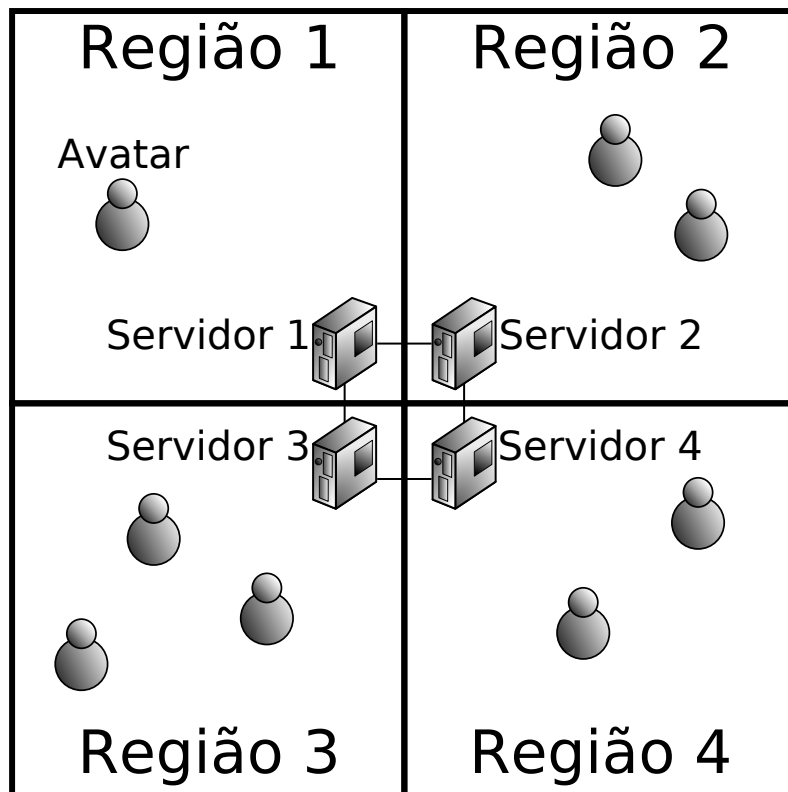 Região 1
Região 2
Avatar
Servidor 1
Servidor 2
Servidor 3
Servidor 4
Região 3
Região 4